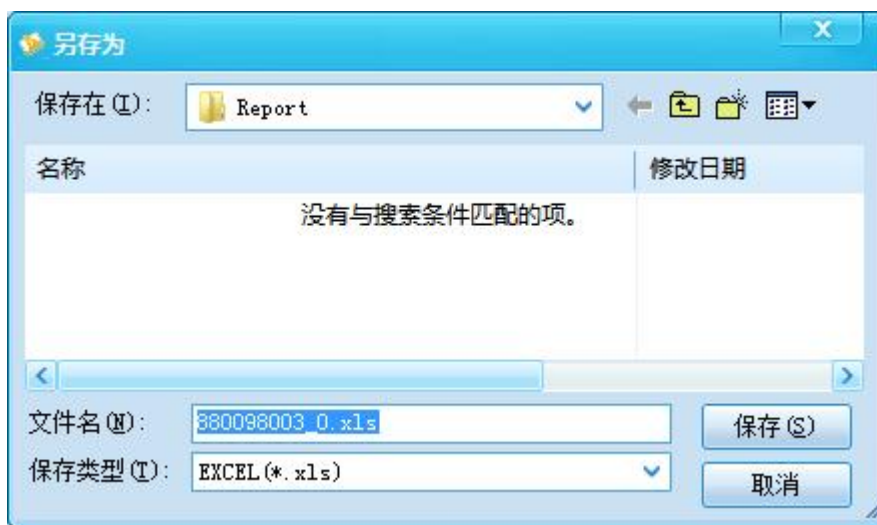 另存为
X
保存在(I):
Report
名称
修改日期
没有与搜索条件匹配的项。
文件名(N):
880098003_0.xls
保存(S)
保存类型(T):
EXCEL(*.xls)
取消